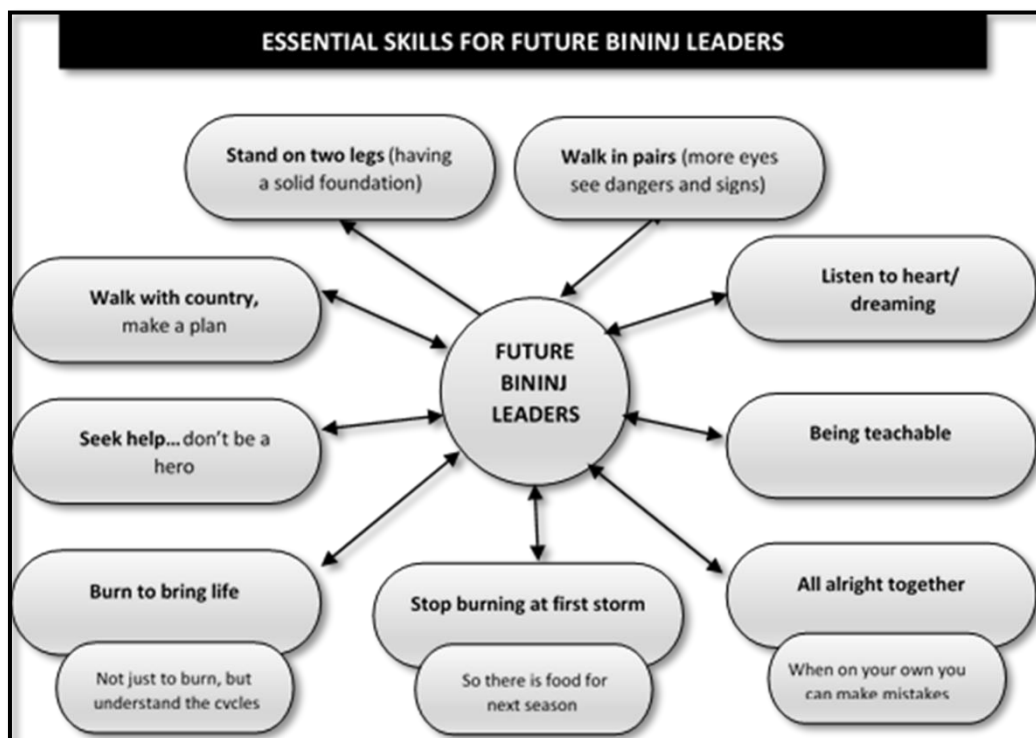 ESSENTIAL SKILLS FOR FUTURE BININJ LEADERS
Stand on two legs (having
a solid foundation)
Walk in pairs (more eyes
see dangers and signs)
Walk with country,
make a plan
Listen to heart/
dreaming
FUTURE
BININJ
LEADERS
Seek help... don't be a
hero
Being teachable
Burn to bring life
Not just to burn, but
understand the cycles
Stop burning at first storm
So there is food for
next season
All alright together
When on your own you
can make mistakes